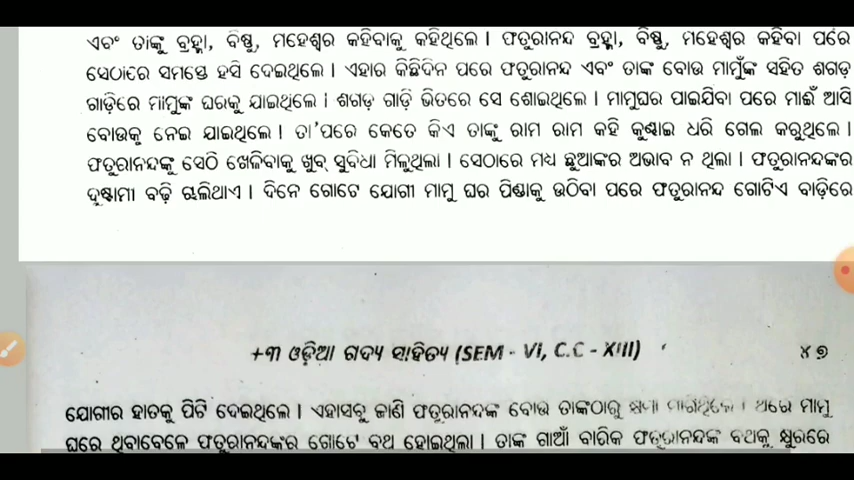 ଏବଂ ତାଙ୍କୁ ବ୍ରହ୍ମା, ବିଷ୍ଣୁ, ମହେଶ୍ୱର କହିବାକୁ କହିଥିଲେ । ଫତୁରାନନ୍ଦ ବ୍ରହ୍ମା, ବିଷ୍ଣୁ, ମହେଶ୍ୱର କହିବା ପରେ
ସେଠାରେ ସମସ୍ତେ ହସି ଦେଇଥିଲେ । ଏହାର କିଛିଦିନ ପରେ ଫତୁରାନନ୍ଦ ଏବଂ ତାଙ୍କ ବୋଉ ମାମୁଁଙ୍କ ସହିତ ଶଗଡ଼
ଗାଡ଼ିରେ ମାମୁଙ୍କ ଘରକୁ ଯାଇଥିଲେ । ଶଗଡ଼ ଗାଡ଼ି ଭିତରେ ସେ ଶୋଇଥିଲେ । ମାମୁଘର ପାଇଯିବା ପରେ ମାଇଁ ଆସି
ବୋଉକୁ ନେଇ ଯାଇଥିଲେ । ତା'ପରେ କେତେ କିଏ ତାଙ୍କୁ ରାମ ରାମ କହି କୁଣ୍ଢାଇ ଧରି ଗେଲ କରୁଥିଲେ ।
ଫତୁରାନନ୍ଦଙ୍କୁ ସେଠି ଖେଳିବାକୁ ଖୁବ୍ ସୁବିଧା ମିଳୁଥିଲା । ସେଠାରେ ମଧ୍ୟ ଛୁଆଙ୍କର ଅଭାବ ନ ଥିଲା । ଫତୁରାନନ୍ଦଙ୍କର
ଦୁଷ୍ଟାମୀ ବଢ଼ି ଚାଲିଥାଏ । ଦିନେ ଗୋଟେ ଯୋଗୀ ମାମୁ ଘର ପିଣ୍ଡାକୁ ଉଠିବା ପରେ ଫତୁରାନନ୍ଦ ଗୋଟିଏ ବାଡ଼ିରେ
+୩ ଓଡ଼ିଆ ଗଦ୍ୟ ସାହିତ୍ୟ (SEM - VI, C.C - XIII) ୪୭
ଯୋଗୀର ହାତକୁ ପିଟି ଦେଇଥିଲେ । ଏହାସବୁ ଜାଣି ଫତୁରାନନ୍ଦଙ୍କ ବୋଉ ତାଙ୍କଠାରୁ କ୍ଷମା ମାଗିଥିଲେ । ଥରେ ମାମୁ
ଘରେ ଥିବାବେଳେ ଫତୁରାନନ୍ଦଙ୍କର ଗୋଟେ ବଥ ହୋଇଥିଲା । ତାଙ୍କ ଗାଆଁ ବାରିକ ଫତୁରାନନ୍ଦଙ୍କ ବଥକୁ କ୍ଷୁରରେ